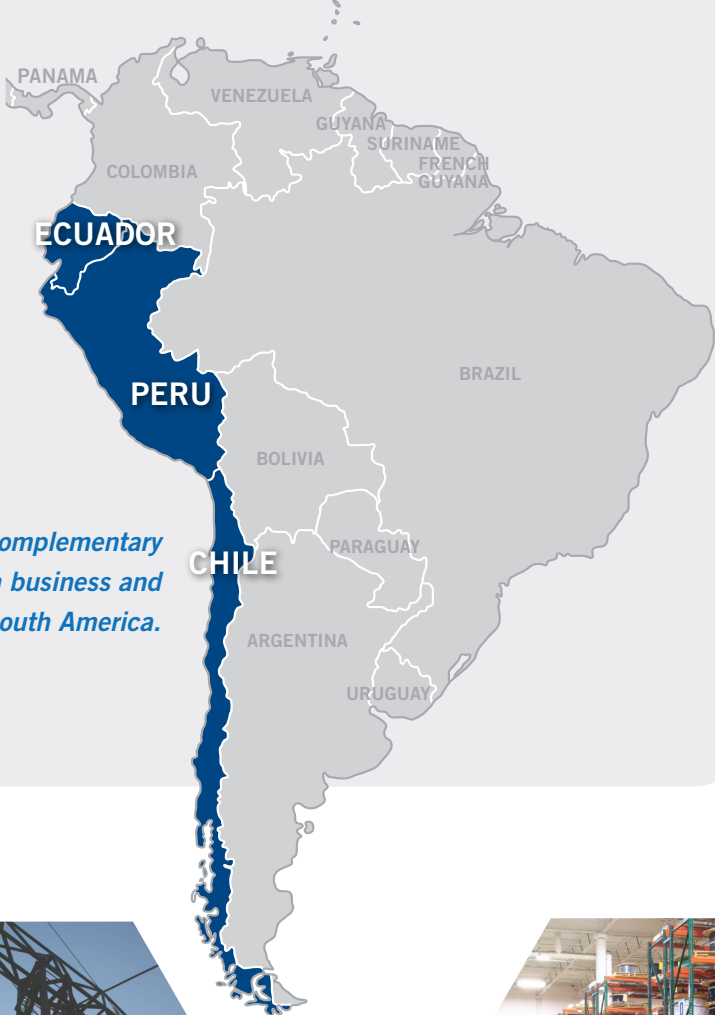 PANAMA
VENEZUELA
GUYANA
SURINAME
FRENCH
GUYANA
COLOMBIA
ECUADOR
BRAZIL
PERU
BOLIVIA
omplementary
business and
outh America.
PARAGUAY
CHILE
ARGENTINA
URUGUAY